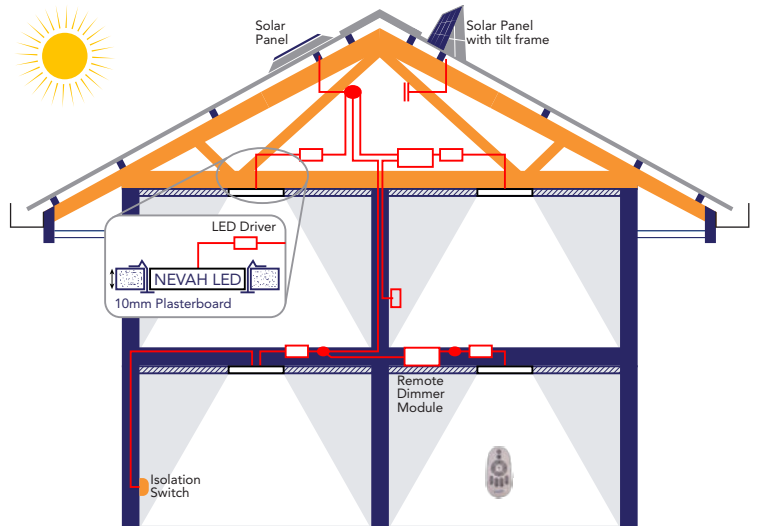 Solar
Panel
Solar Panel
with tilt frame
LED Driver
NEVAH LED
10mm Plasterboard
Remote
Dimmer
Module
Isolation
Switch